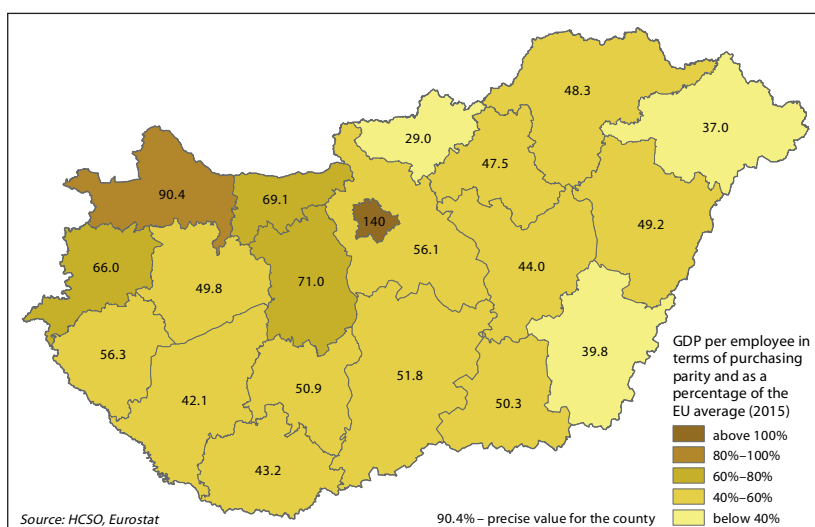 48.3
29.0
37.0
47.5
90.4
69.1
140
49.2
56.1
66.0
44.0
49.8
71.0
39.8
56.3
51.8
50.9
42.1
50.3
43.2
GDP per employee in
terms of purchasing
parity and as a
percentage of the
EU average (2015)
above 100%
80%–100%
60%–80%
40%–60%
below 40%
Source: HCSO, Eurostat
90.4% – precise value for the county